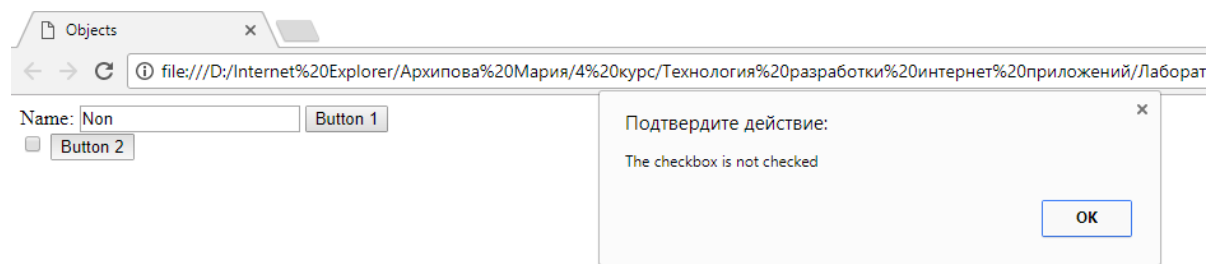 Objects
file:///D:/Internet%20Explorer/Архипова%20Мария/4%20курс/Технология%20разработки%20интернет%20приложений/Лаборат
Name: Non Button 1
Button 2
Подтвердите действие:
The checkbox is not checked
OK